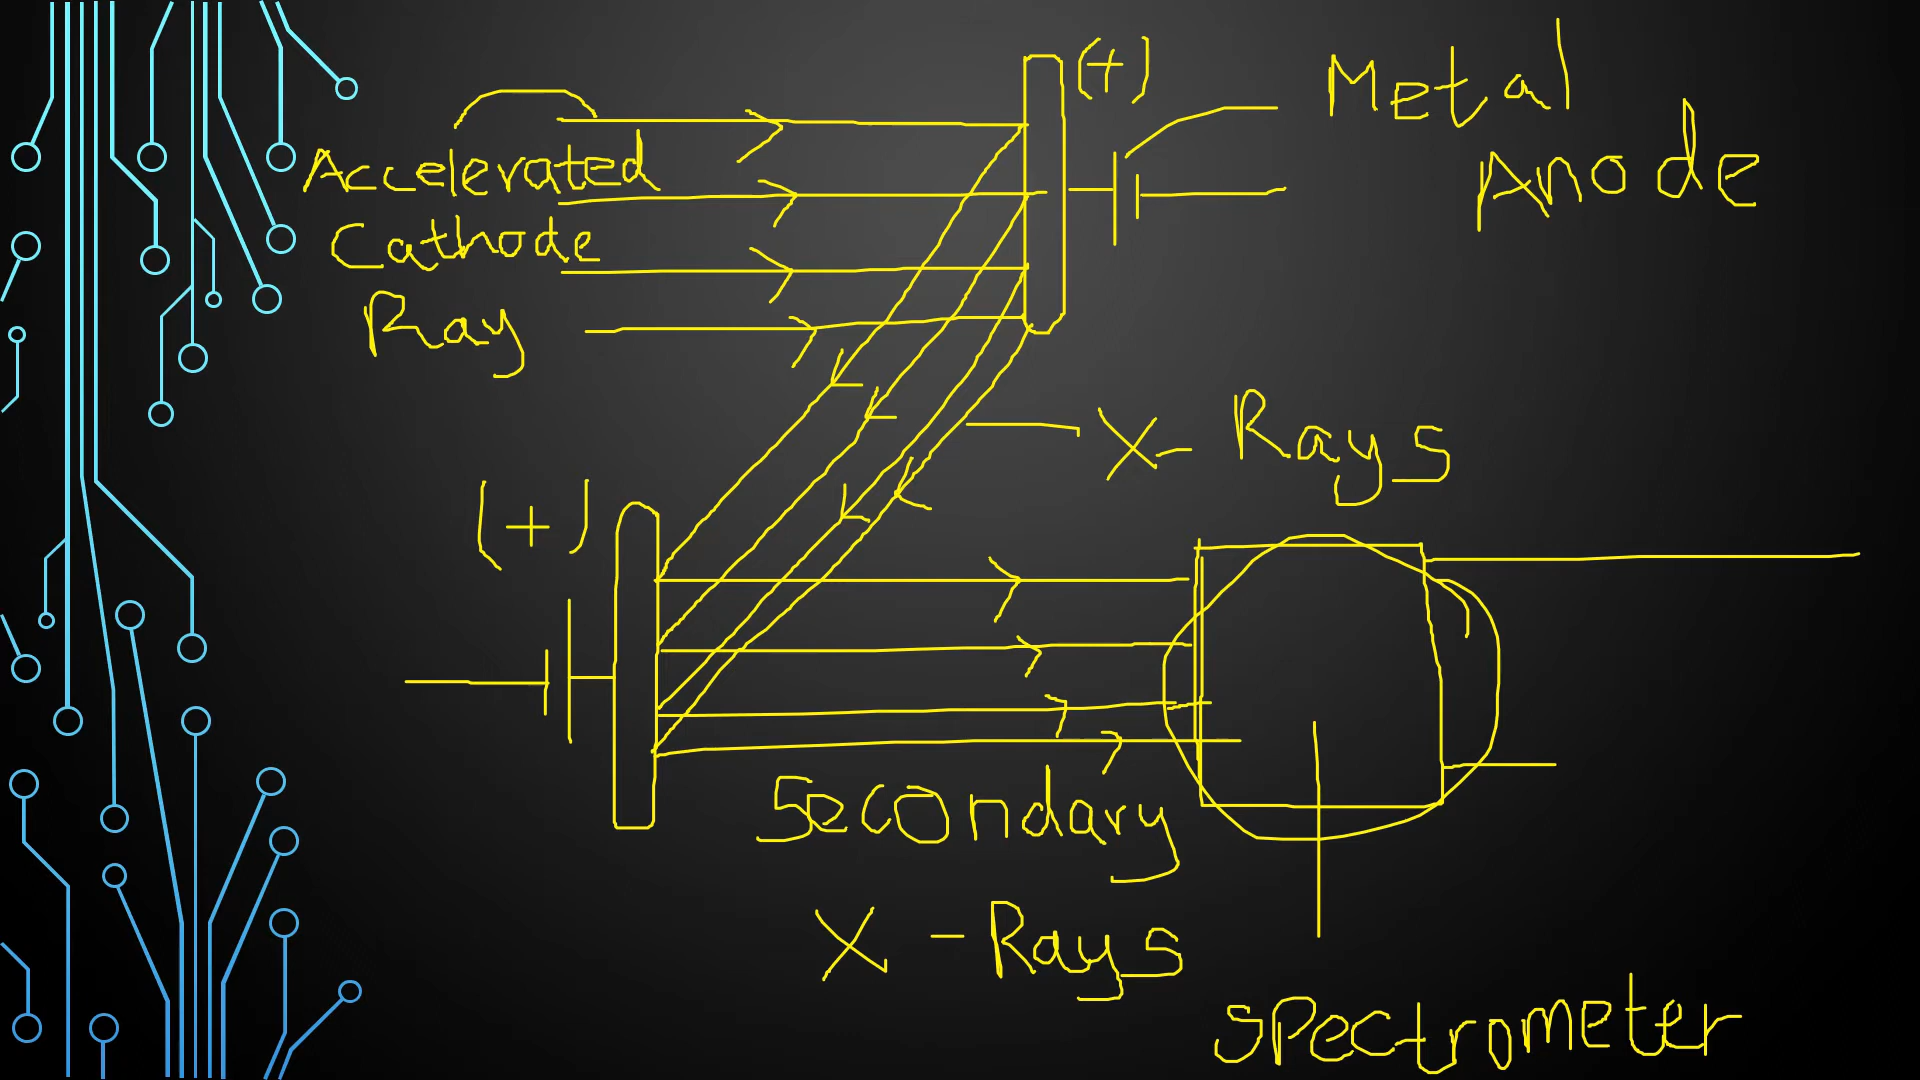 (+)
Metal
Anode
Accelerated
Cathode
Ray
X-Rays
(+)
Secondary
X-Rays
Spectrometer